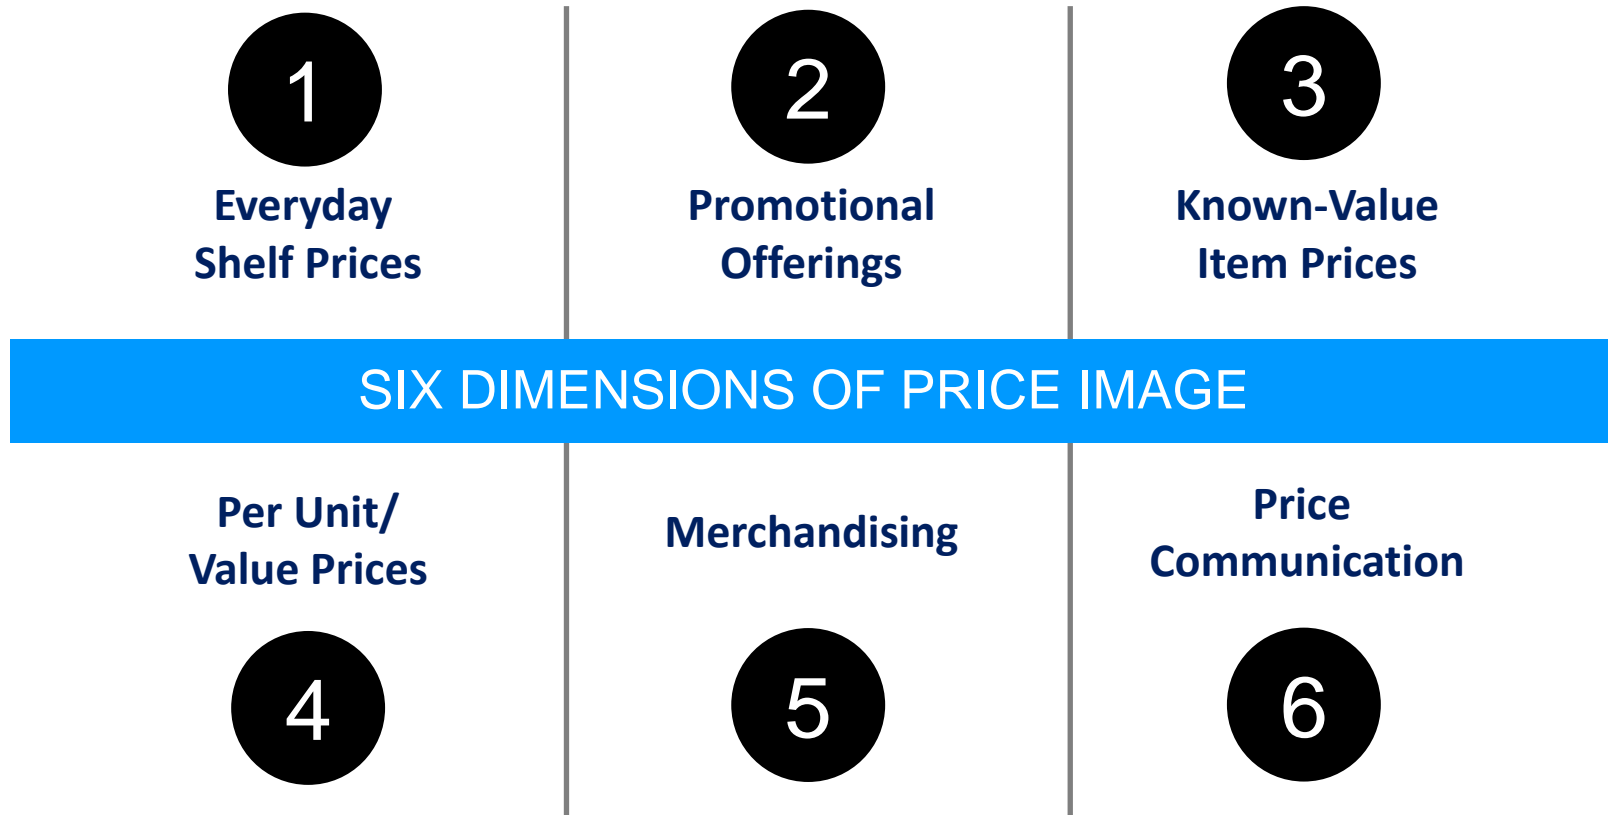 1
Everyday
Shelf Prices
2
Promotional
Offerings
3
Known-Value
Item Prices
SIX DIMENSIONS OF PRICE IMAGE
Per Unit/
Value Prices
4
Merchandising
5
Price
Communication
6